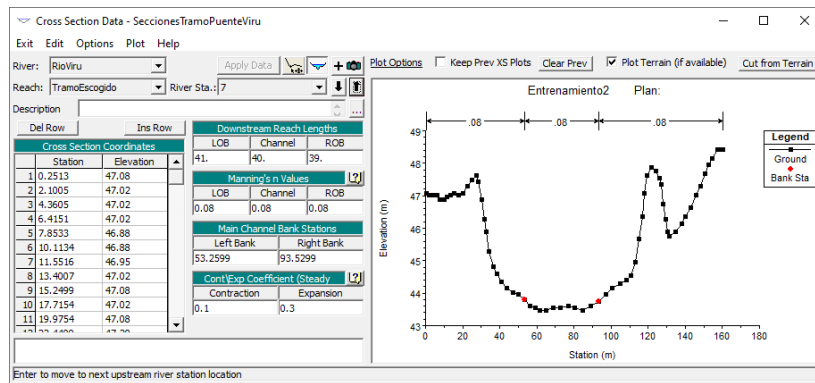 Cross Section Data - SeccionesTramoPuenteViru
Exit Edit Options Plot Help
River: RioViru Apply Data Plot Options Keep Prev XS Plots Clear Prev Plot Terrain (if available) Cut from Terrain
Reach: TramoEscogido River Sta.: 7
Description ...
Del Row Ins Row
Cross Section Coordinates
Station Elevation
1 0.2513 47.08
2 2.1005 47.02
3 4.3605 47.02
4 6.4151 47.02
5 7.8533 46.88
6 10.1134 46.88
7 11.5516 46.95
8 13.4007 47.02
9 15.2499 47.08
10 17.7154 47.02
11 19.9754 47.08
Downstream Reach Lengths
LOB Channel ROB
41. 40. 39.
Manning's n Values
LOB Channel ROB
0.08 0.08 0.08
Main Channel Bank Stations
Left Bank Right Bank
53.2599 93.5299
Cont\Exp Coefficient (Steady
Contraction Expansion
0.1 0.3
Entrenamiento2 Plan:
.08 .08 .08
49
48
47
46
45
44
43
Elevation (m)
0 20 40 60 80 100 120 140 160 180
Station (m)
Legend
Ground
Bank Sta
Enter to move to next upstream river station location